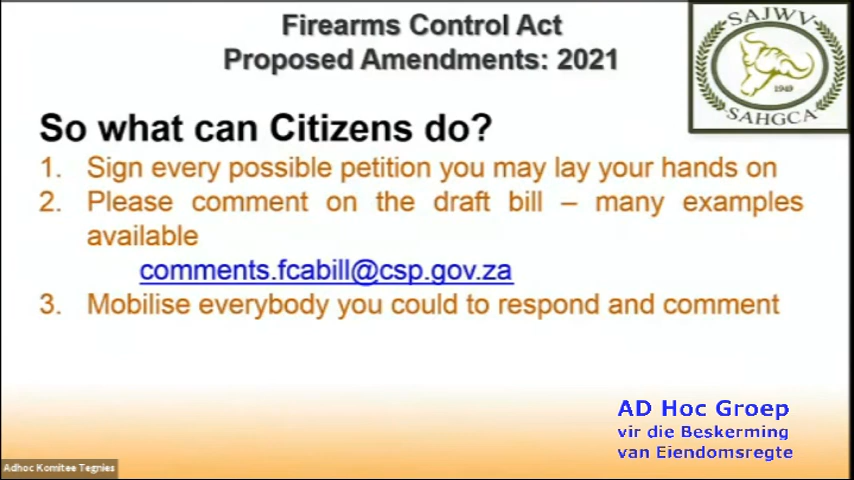 Firearms Control Act
Proposed Amendments: 2021
SAJWV
1949
SAHGCA
So what can Citizens do?
1. Sign every possible petition you may lay your hands on
2. Please comment on the draft bill – many examples
available
comments.fcabill@csp.gov.za
3. Mobilise everybody you could to respond and comment
AD Hoc Groep
vir die Beskerming
van Eiendomsregte
Adhoc Komitee Tegnies